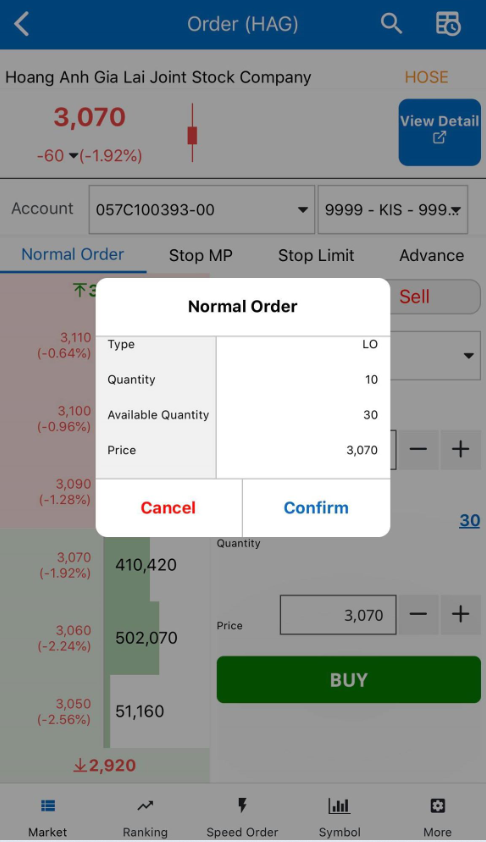 Order (HAG)
Hoang Anh Gia Lai Joint Stock Company
HOSE
3,070
-60 (-1.92%)
View Detail
Account
057C100393-00
9999 - KIS - 999..
Normal Order
Stop MP
Stop Limit
Advance
Sell
Normal Order
Type
LO
Quantity
10
Available Quantity
30
Price
3,070
Cancel
Confirm
3,110
(-0.64%)
3,100
(-0.96%)
3,090
(-1.28%)
30
Quantity
3,070
(-1.92%)
410,420
3,060
(-2.24%)
502,070
Price
3,070
BUY
3,050
(-2.56%)
51,160
2,920
Market
Ranking
Speed Order
Symbol
More